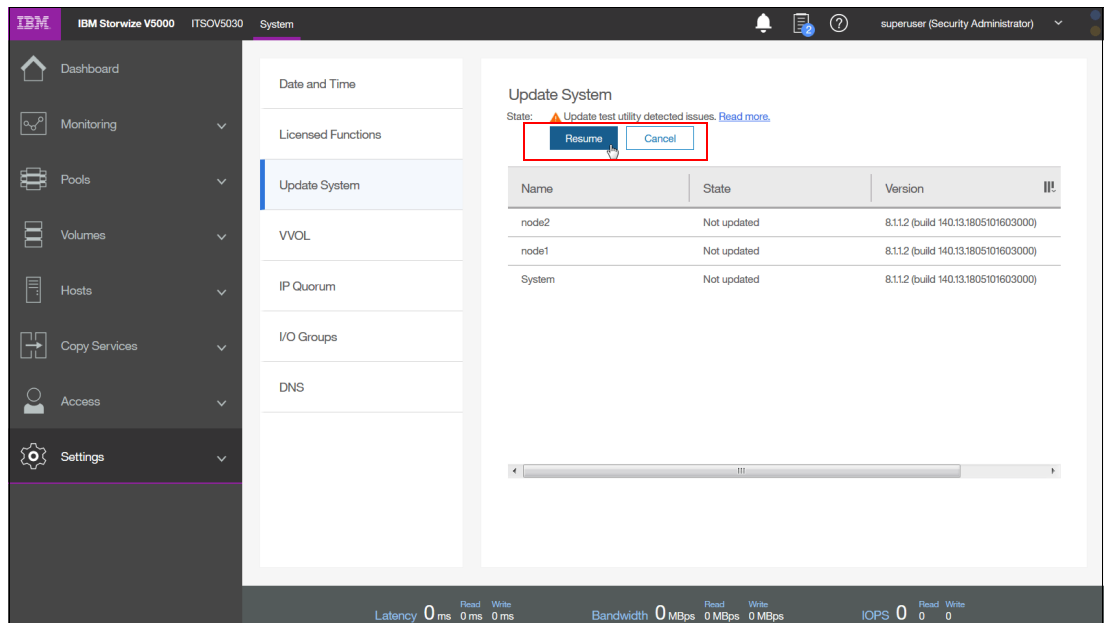 IBM IBM Storwize V5000 ITSOV5030 System 2 ? superuser (Security Administrator)
Dashboard
Monitoring
Pools
Volumes
Hosts
Copy Services
Access
Settings
Date and Time
Licensed Functions
Update System
VVOL
IP Quorum
I/O Groups
DNS
Update System
State: Update test utility detected issues. Read more.
Resume Cancel
Name State Version
node2 Not updated 8.1.1.2 (build 140.13.1805101603000)
node1 Not updated 8.1.1.2 (build 140.13.1805101603000)
System Not updated 8.1.1.2 (build 140.13.1805101603000)
Read Write Read Write Read Write
Latency 0 ms 0 ms 0 ms Bandwidth 0 MBps 0 MBps 0 MBps IOPS 0 0 0